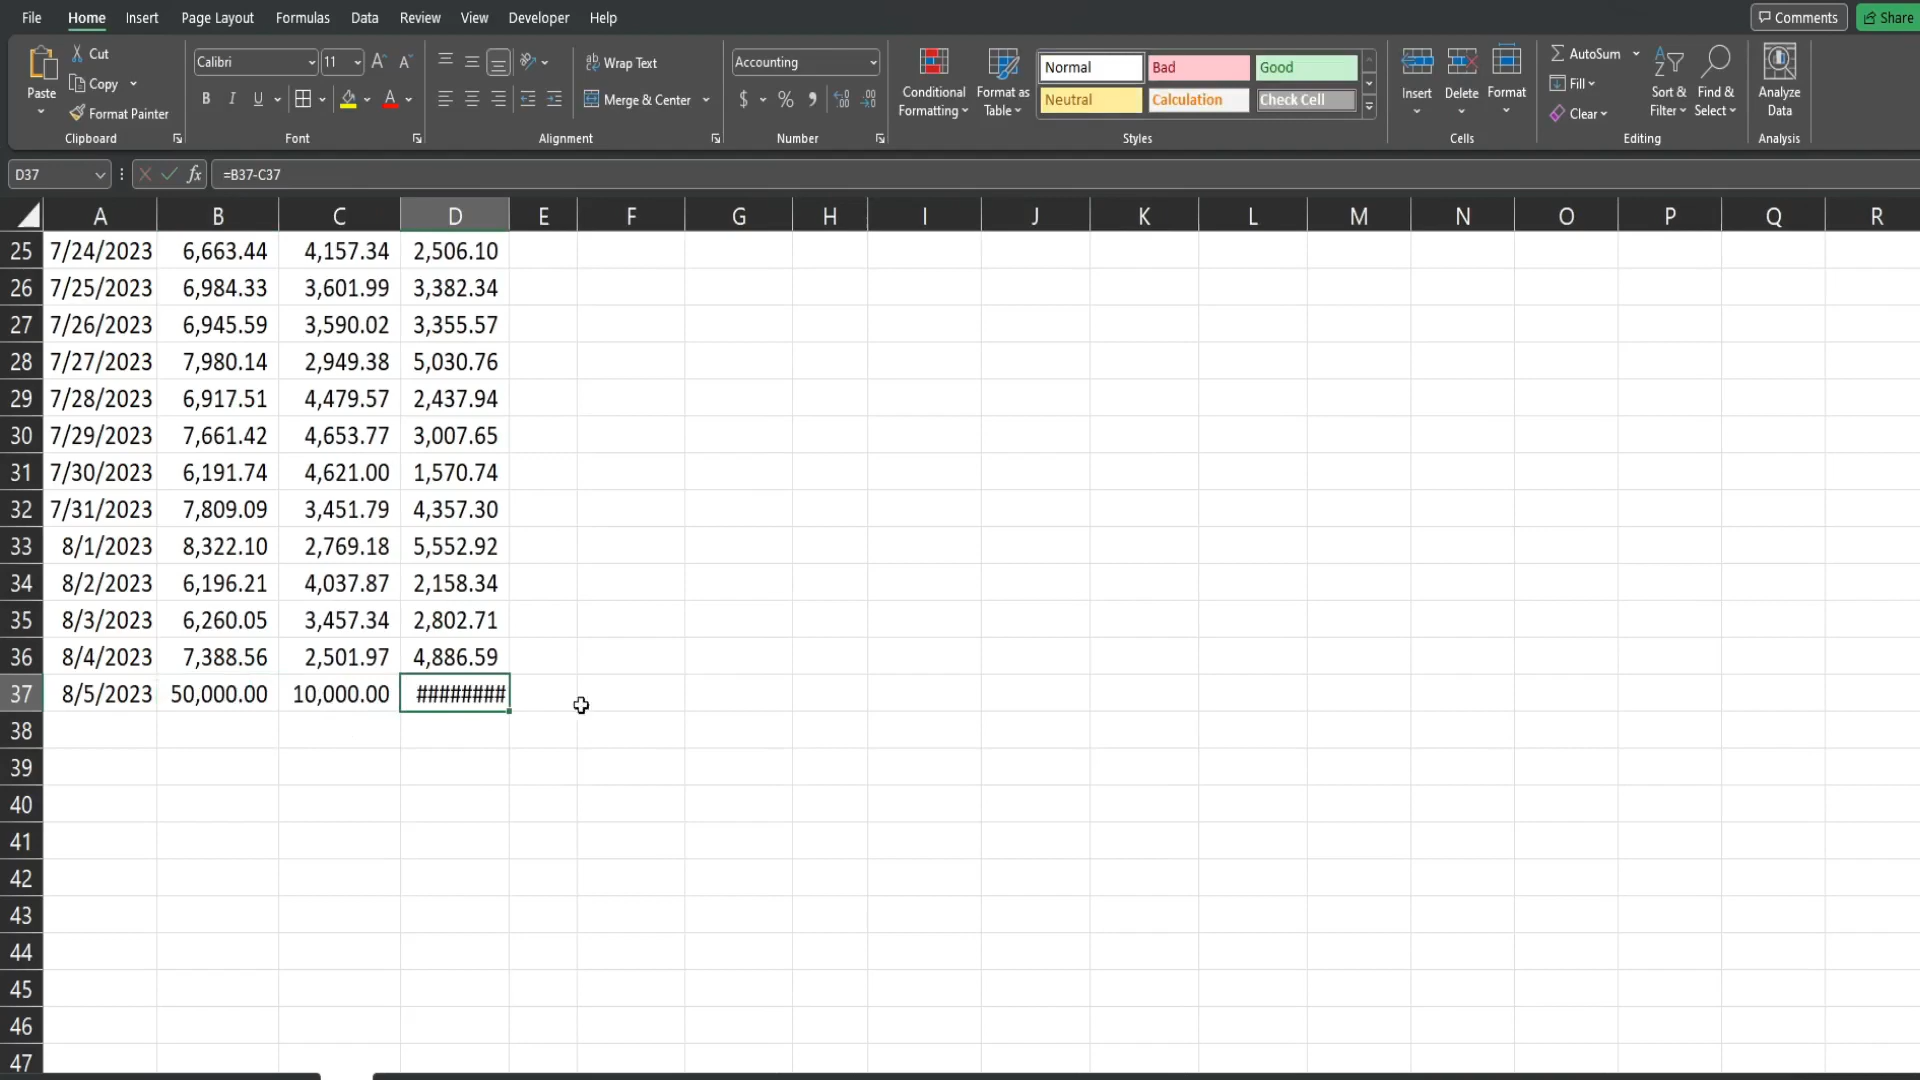 File Home Insert Page Layout Formulas Data Review View Developer Help Comments Share
Paste Cut Copy Format Painter Clipboard
Calibri 11 A A B I U A Font
Wrap Text Merge & Center Alignment
Accounting $ % , Number
Conditional Formatting Format as Table Normal Bad Good Neutral Calculation Check Cell Styles
Insert Delete Format Cells
AutoSum Fill Clear Sort & Filter Find & Select Editing
Analyze Data Analysis
D37 fx =B37-C37
A B C D E F G H I J K L M N O P Q R
25 7/24/2023 6,663.44 4,157.34 2,506.10
26 7/25/2023 6,984.33 3,601.99 3,382.34
27 7/26/2023 6,945.59 3,590.02 3,355.57
28 7/27/2023 7,980.14 2,949.38 5,030.76
29 7/28/2023 6,917.51 4,479.57 2,437.94
30 7/29/2023 7,661.42 4,653.77 3,007.65
31 7/30/2023 6,191.74 4,621.00 1,570.74
32 7/31/2023 7,809.09 3,451.79 4,357.30
33 8/1/2023 8,322.10 2,769.18 5,552.92
34 8/2/2023 6,196.21 4,037.87 2,158.34
35 8/3/2023 6,260.05 3,457.34 2,802.71
36 8/4/2023 7,388.56 2,501.97 4,886.59
37 8/5/2023 50,000.00 10,000.00 ########
38
39
40
41
42
43
44
45
46
47